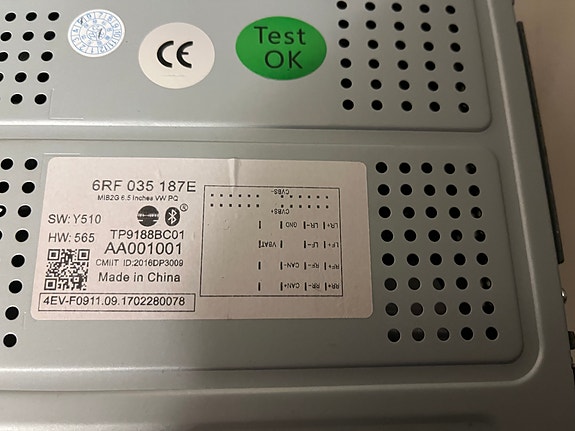 CE
Test
OK
6RF 035 187E
MIB2G 6.5 Inches VW PQ
SW: Y510
HW: 565
TP9188BC01
AA001001
CMIIT ID:2016DP3009
Made in China
4EV-F0911.09.1702280078
CVBS-
CVBS+
GND
LR-
LR+
VBAT
LF-
LF+
CAN-
RF-
RF+
CAN+
RR-
RR+